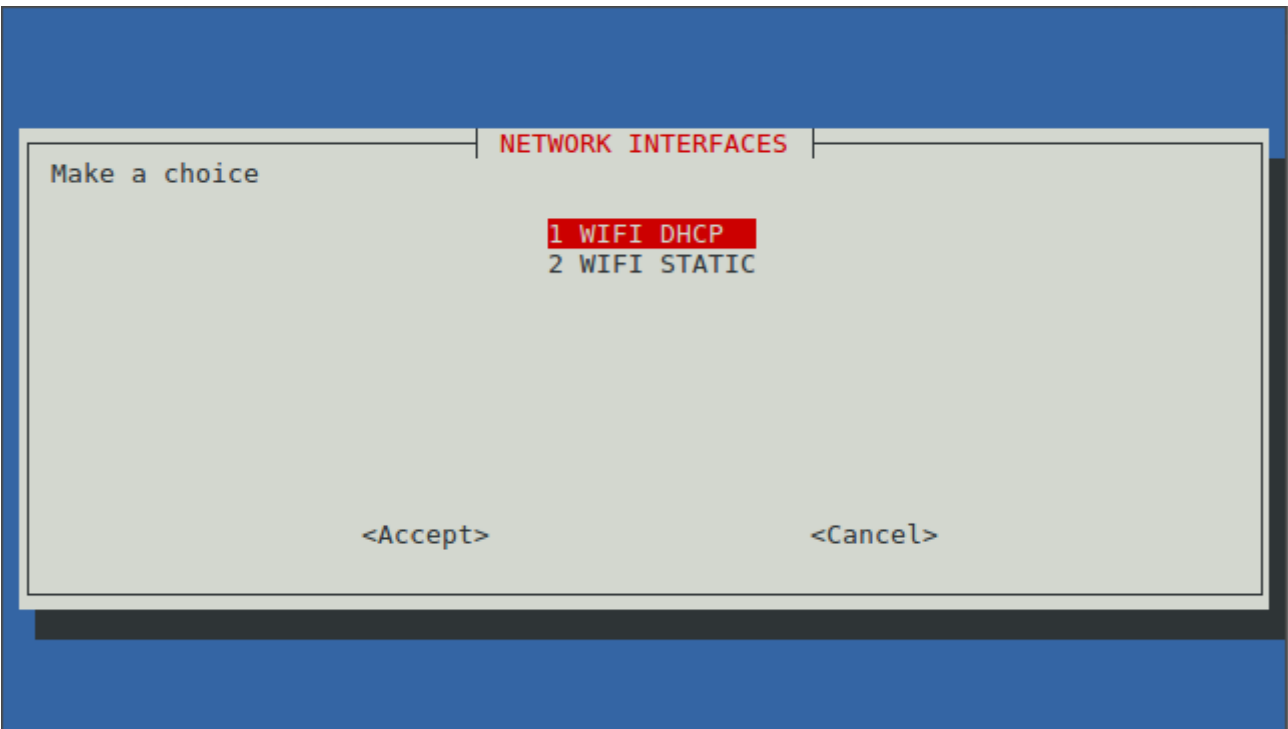 NETWORK INTERFACES
Make a choice
1 WIFI DHCP
2 WIFI STATIC
<Accept> <Cancel>